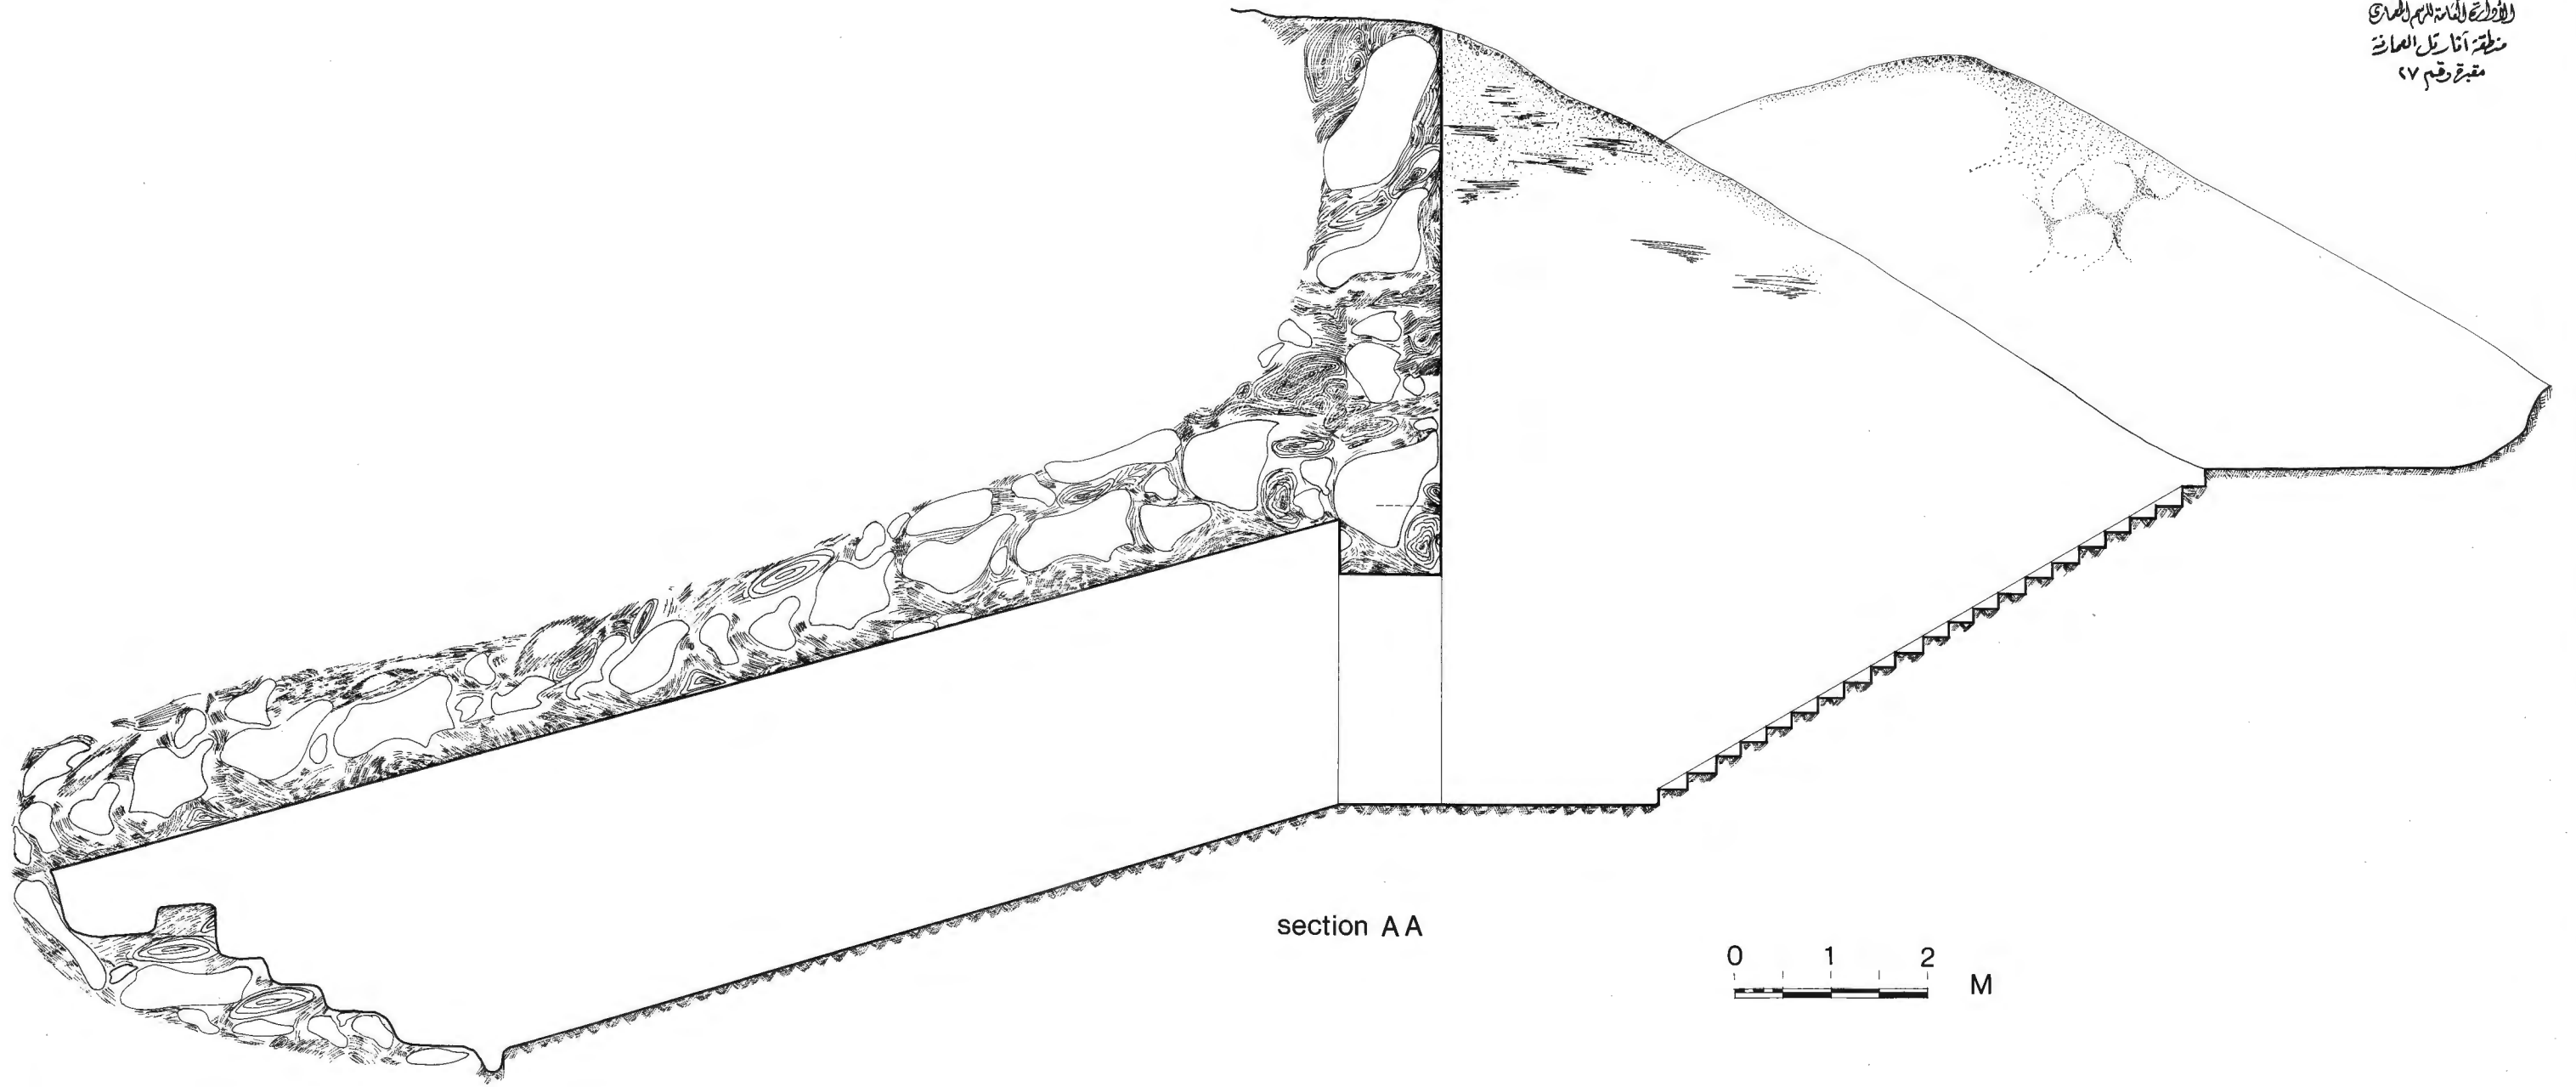 الإدارة العامة للرسم المعماري
منطقة آثار تل العمارنة
مقبرة رقم ٢٧
section AA
0 1 2
M